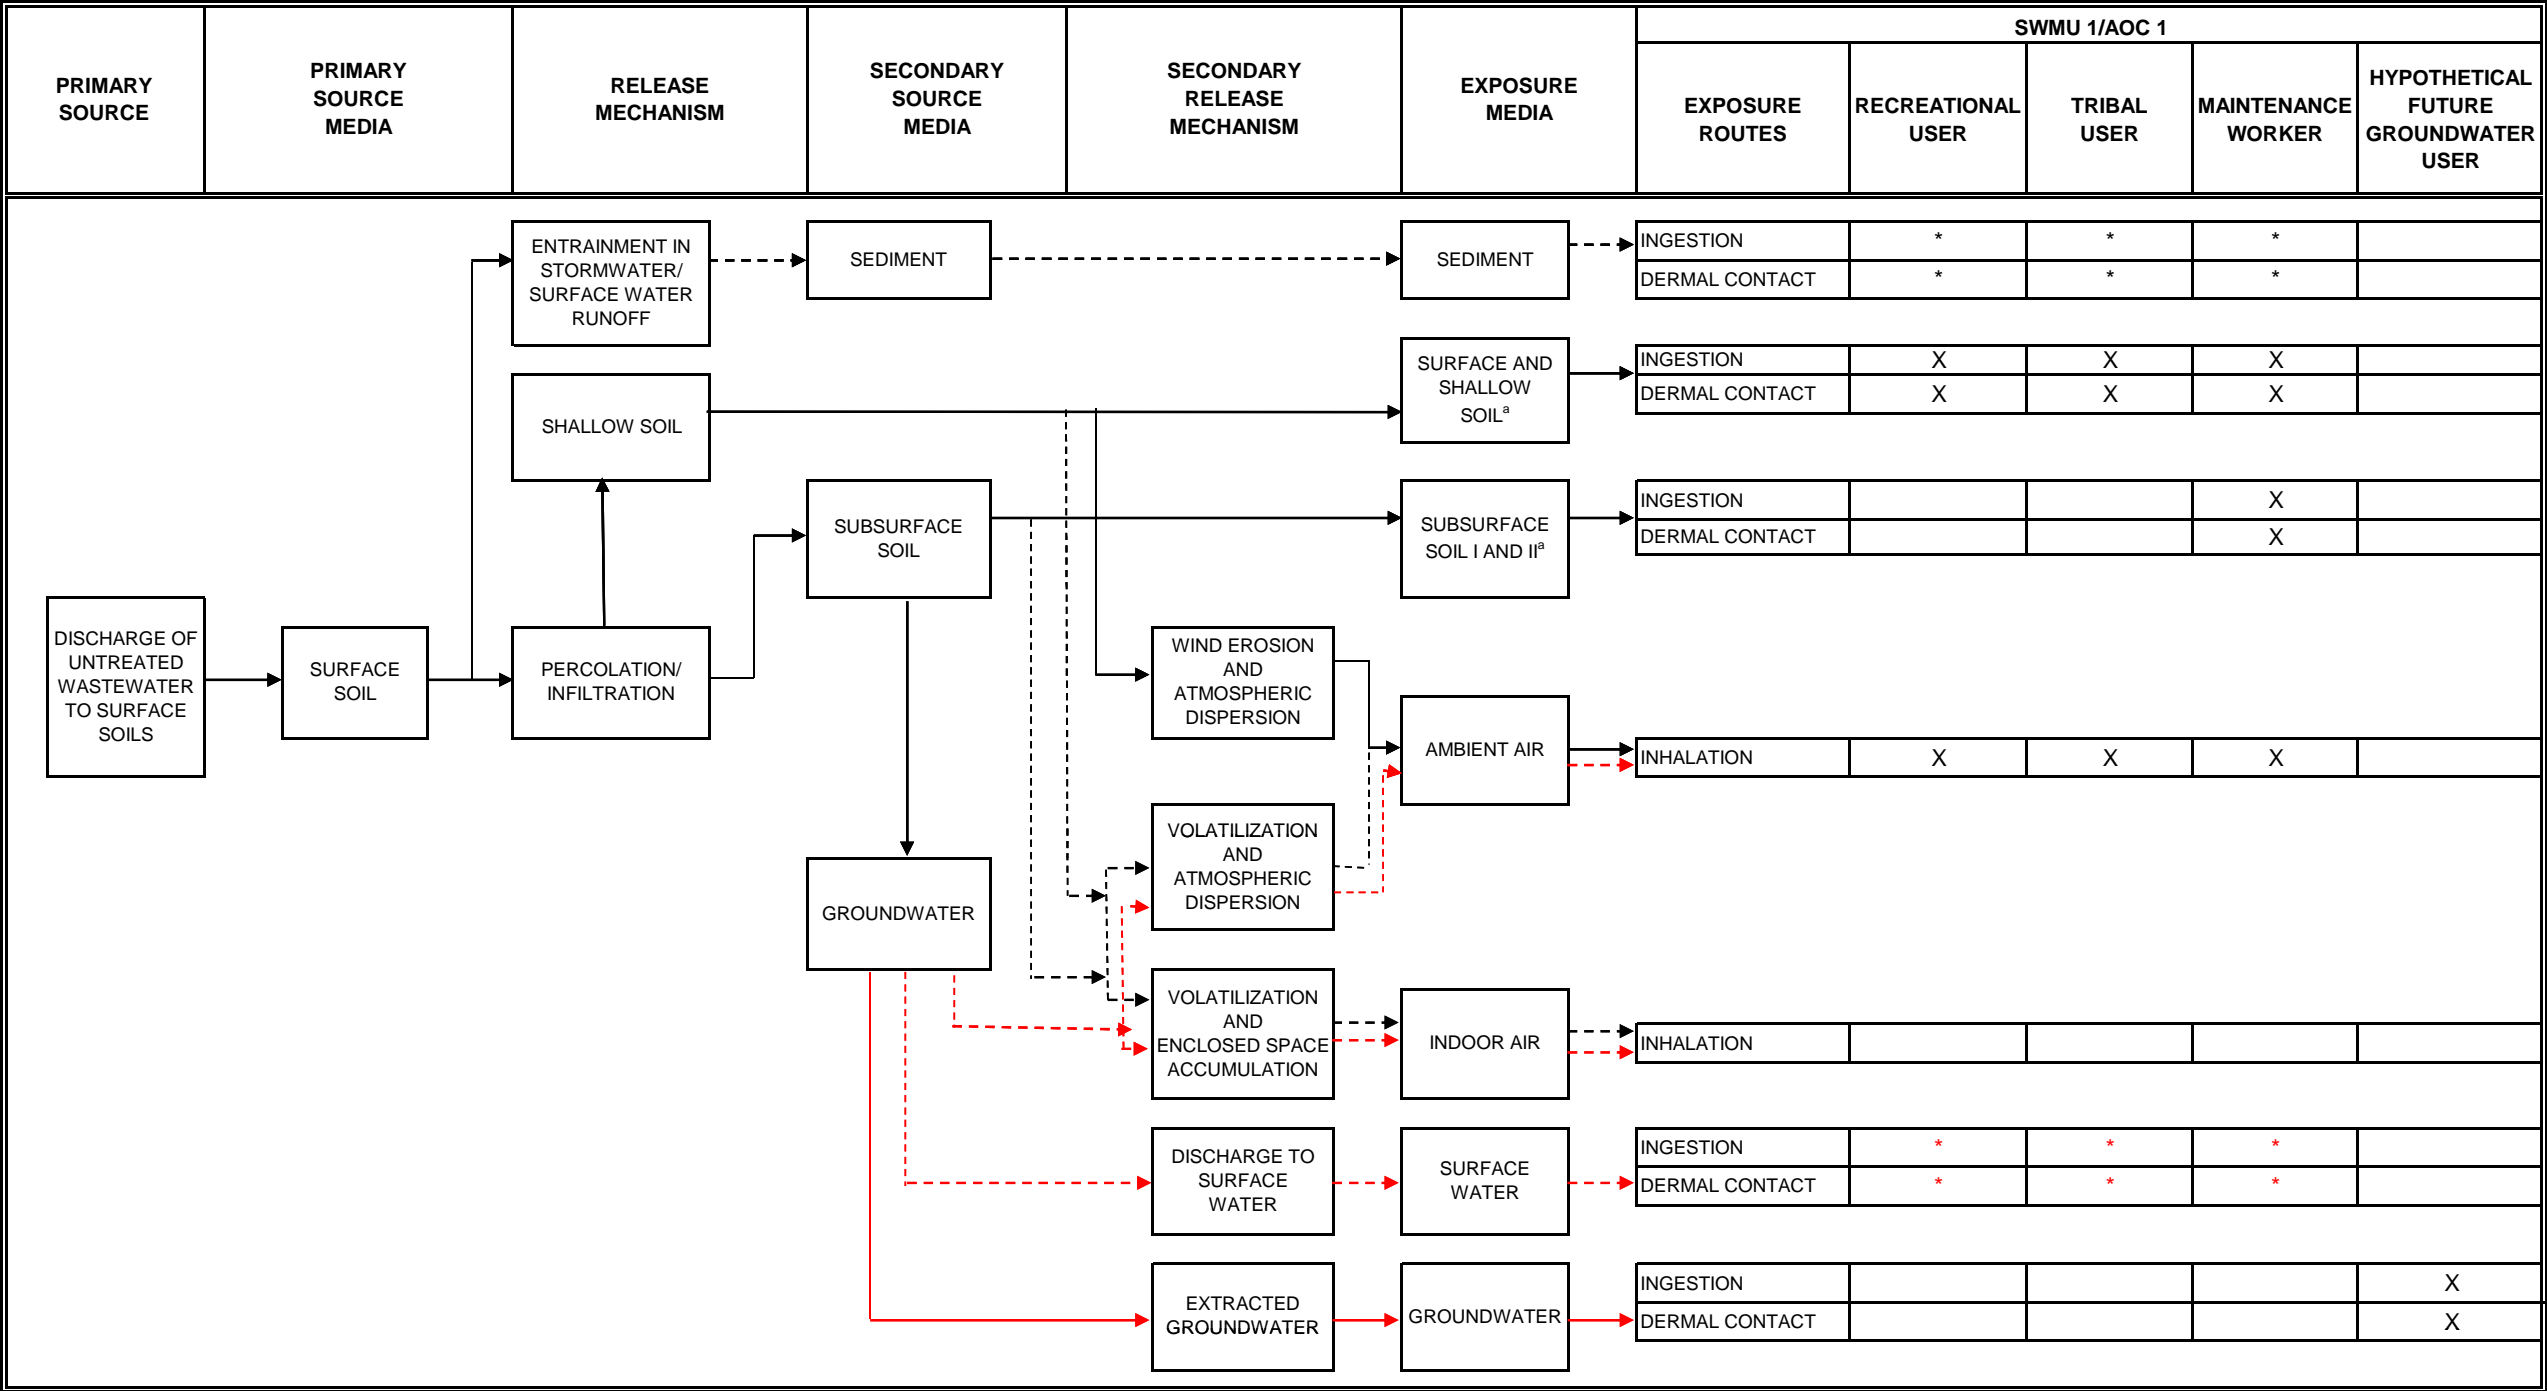 SWMU 1/AOC 1
PRIMARY
SOURCE
PRIMARY
SOURCE
MEDIA
RELEASE
MECHANISM
SECONDARY
SOURCE
MEDIA
SECONDARY
RELEASE
MECHANISM
EXPOSURE
MEDIA
EXPOSURE
ROUTES
RECREATIONAL
USER
TRIBAL
USER
MAINTENANCE
WORKER
HYPOTHETICAL
FUTURE
GROUNDWATER
USER
ENTRAINMENT IN
STORMWATER/
SURFACE WATER
RUNOFF
SEDIMENT
SEDIMENT
INGESTION * * *
DERMAL CONTACT * * *
SHALLOW SOIL
SURFACE AND
SHALLOW
SOILa
INGESTION X X X
DERMAL CONTACT X X X
SUBSURFACE
SOIL
SUBSURFACE
SOIL I AND IIa
INGESTION X
DERMAL CONTACT X
DISCHARGE OF
UNTREATED
WASTEWATER
TO SURFACE
SOILS
SURFACE
SOIL
PERCOLATION/
INFILTRATION
WIND EROSION
AND
ATMOSPHERIC
DISPERSION
AMBIENT AIR
INHALATION X X X
VOLATILIZATION
AND
ATMOSPHERIC
DISPERSION
GROUNDWATER
VOLATILIZATION
AND
ENCLOSED SPACE
ACCUMULATION
INDOOR AIR
INHALATION
DISCHARGE TO
SURFACE
WATER
SURFACE
WATER
INGESTION * * *
DERMAL CONTACT * * *
EXTRACTED
GROUNDWATER
GROUNDWATER
INGESTION X
DERMAL CONTACT X